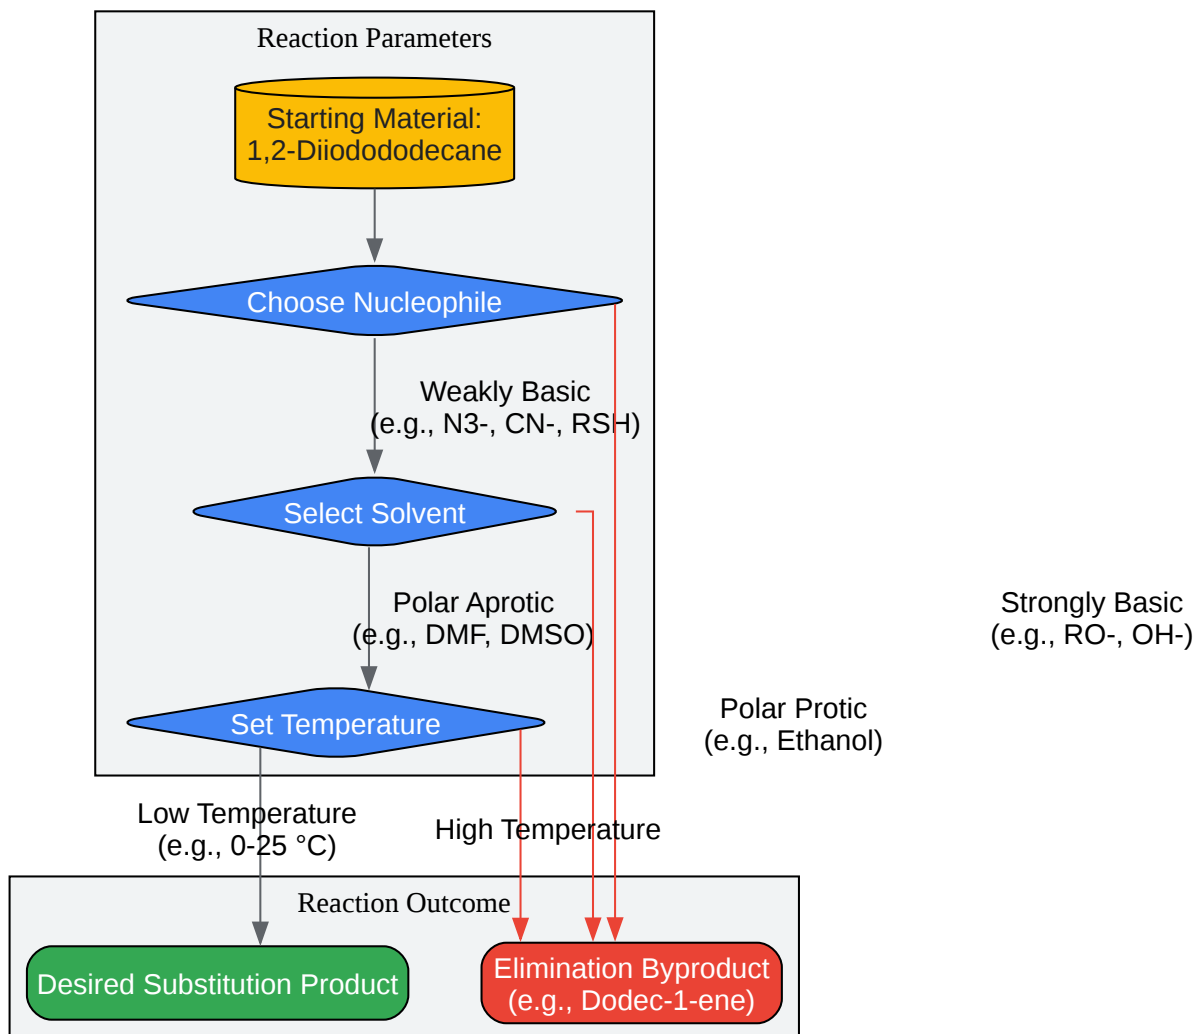 Reaction Parameters
Starting Material:
1,2-Diiodododecane
Choose Nucleophile
Weakly Basic
(e.g., N3-, CN-, RSH)
Select Solvent
Polar Aprotic
(e.g., DMF, DMSO)
Strongly Basic
(e.g., RO-, OH-)
Set Temperature
Polar Protic
(e.g., Ethanol)
Low Temperature
(e.g., 0-25 °C)
High Temperature
Reaction Outcome
Desired Substitution Product
Elimination Byproduct
(e.g., Dodec-1-ene)